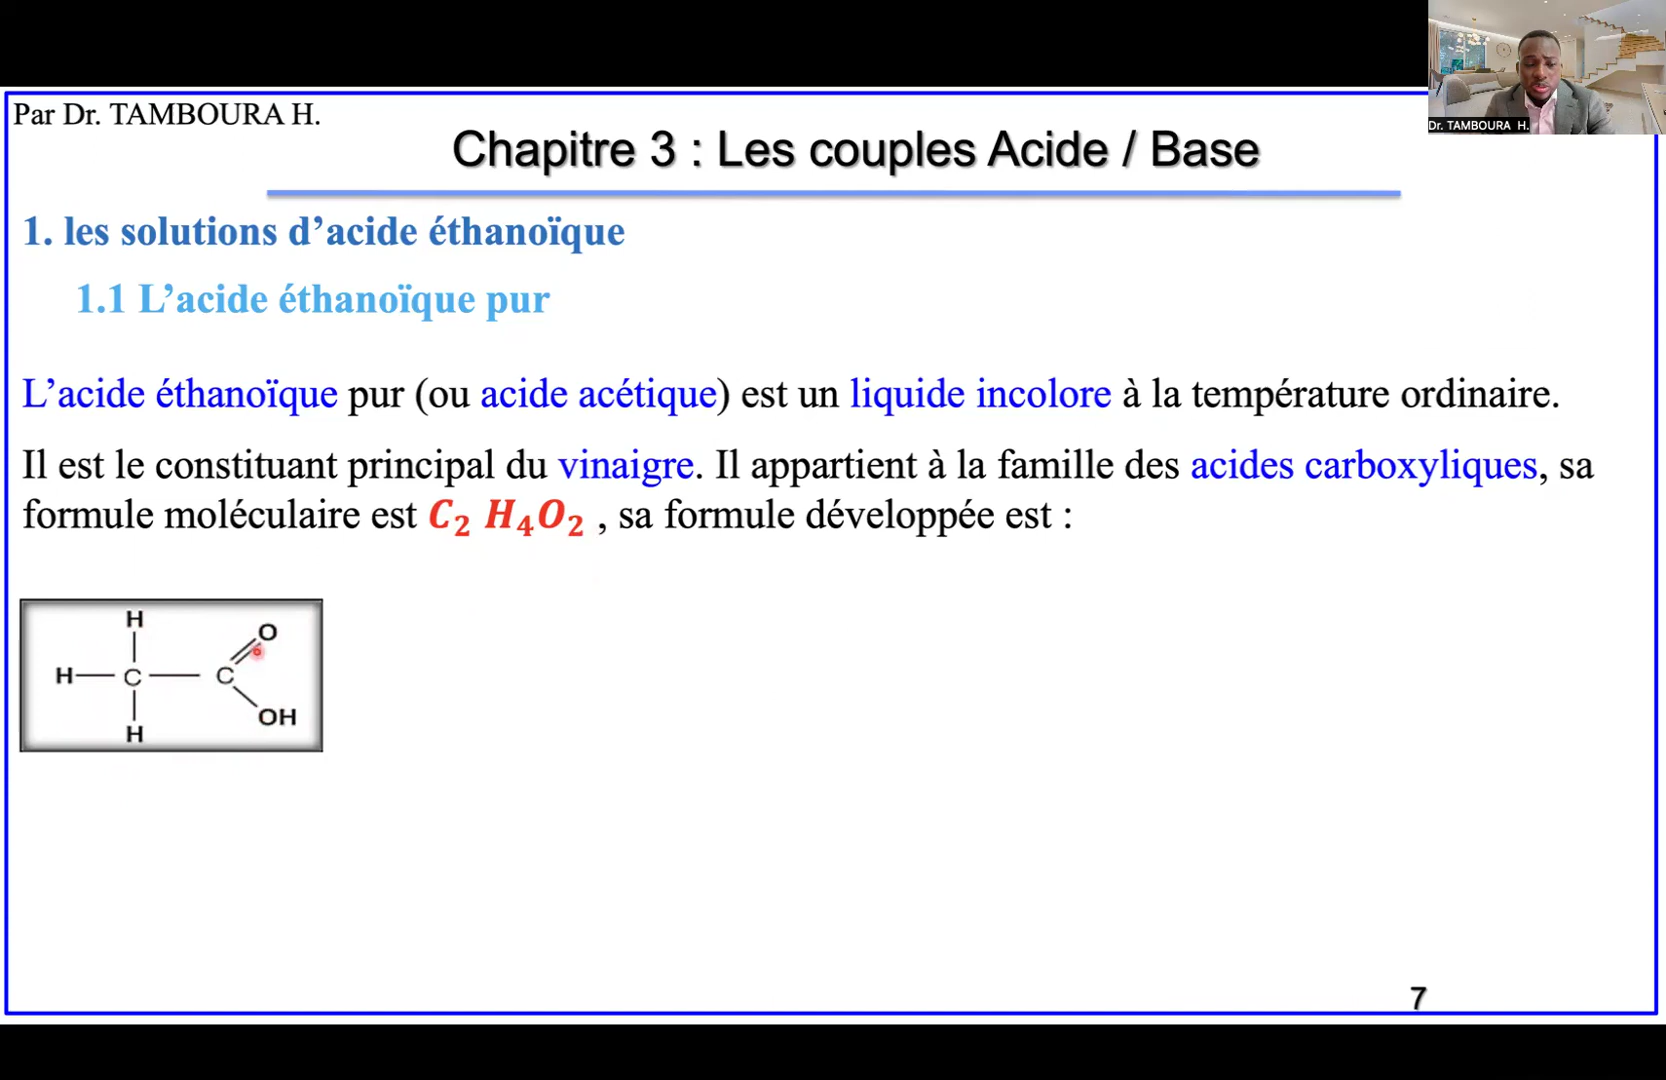 Dr. TAMBOURA H.
Par Dr. TAMBOURA H.
Chapitre 3 : Les couples Acide / Base
1. les solutions d’acide éthanoïque
1.1 L’acide éthanoïque pur
L’acide éthanoïque pur (ou acide acétique) est un liquide incolore à la température ordinaire.
Il est le constituant principal du vinaigre. Il appartient à la famille des acides carboxyliques, sa
formule moléculaire est C₂ H₄O₂ , sa formule développée est :
H
O
H C C
OH
H
7